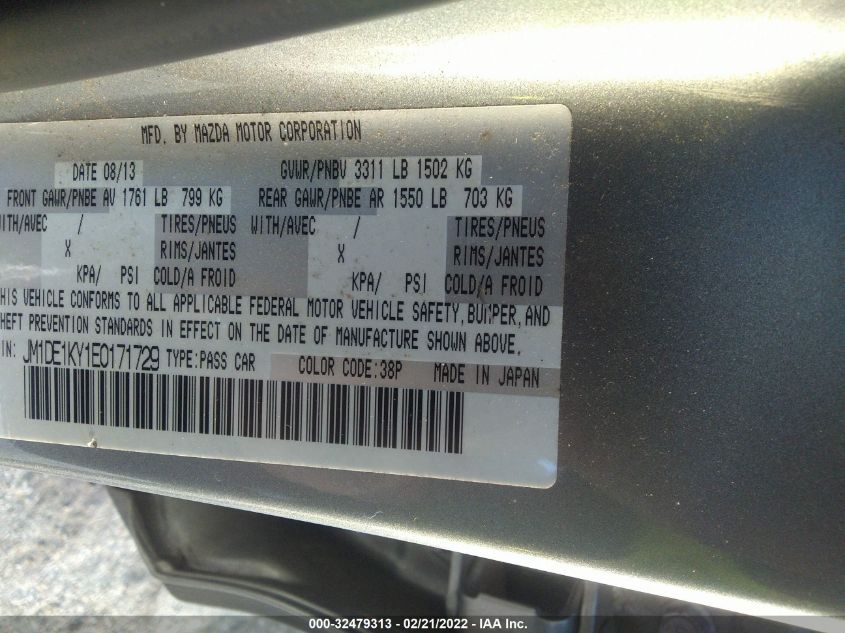 MFD. BY MAZDA MOTOR CORPORATION
DATE 08/13 GVWR/PNBV 3311 LB 1502 KG
FRONT GAWR/PNBE AV 1761 LB 799 KG REAR GAWR/PNBE AR 1550 LB 703 KG
WITH/AVEC / TIRES/PNEUS WITH/AVEC / TIRES/PNEUS
X RIMS/JANTES X RIMS/JANTES
KPA/ PSI COLD/A FROID KPA/ PSI COLD/A FROID
THIS VEHICLE CONFORMS TO ALL APPLICABLE FEDERAL MOTOR VEHICLE SAFETY, BUMPER, AND
THEFT PREVENTION STANDARDS IN EFFECT ON THE DATE OF MANUFACTURE SHOWN ABOVE.
VIN: JM1DE1KY1E0171729 TYPE:PASS CAR COLOR CODE:38P MADE IN JAPAN
000-32479313 - 02/21/2022 - © IAA Inc.